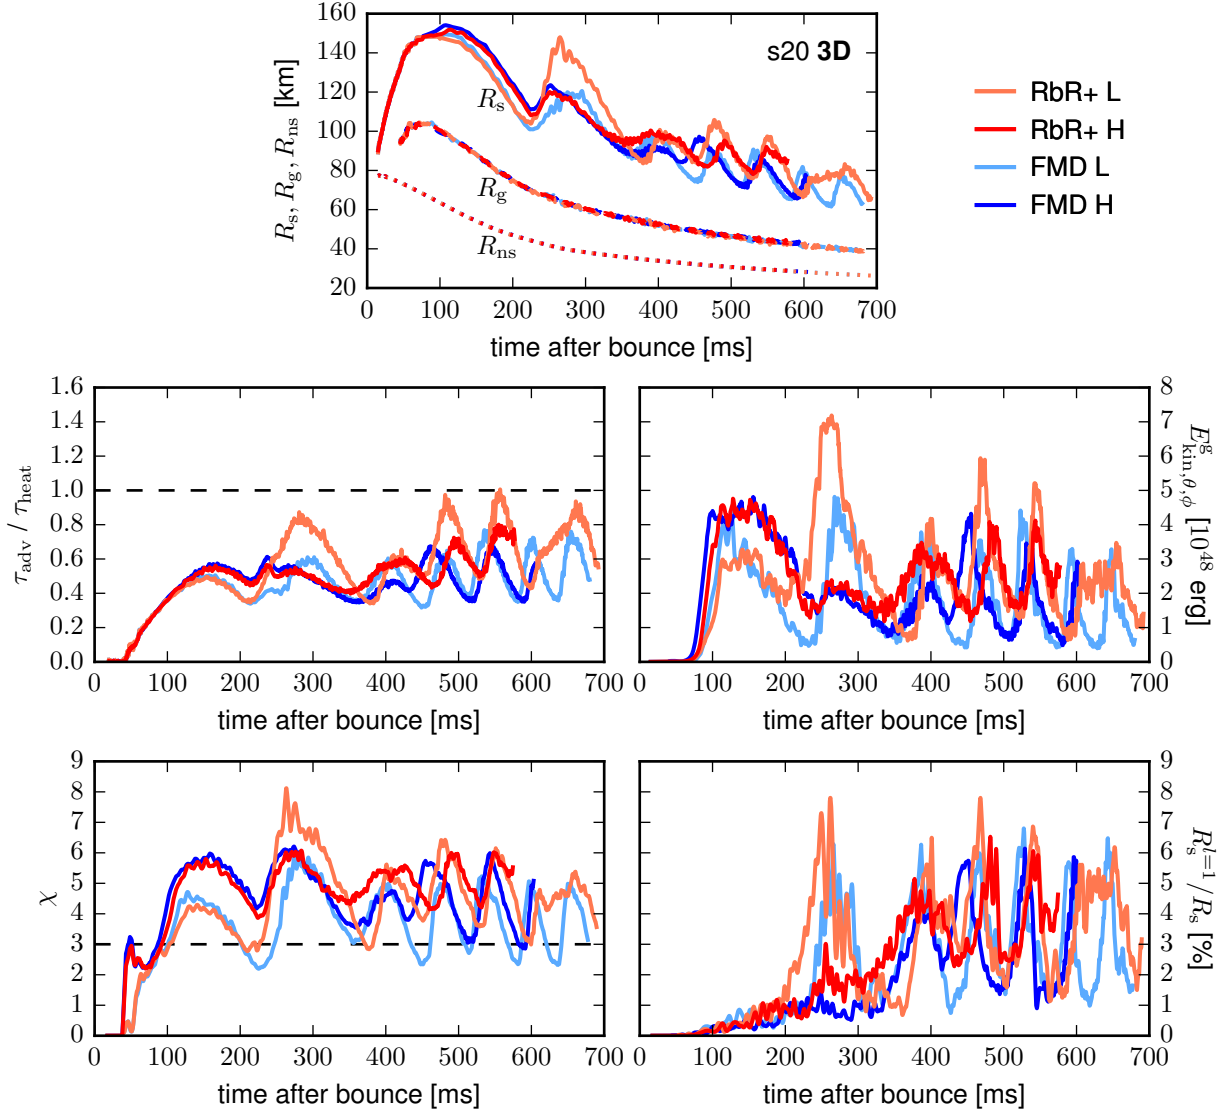 160
140
120
100
80
60
40
20
R_s, R_g, R_ns [km]
s20 3D
R_s
R_g
R_ns
0 100 200 300 400 500 600 700
time after bounce [ms]
RbR+ L
RbR+ H
FMD L
FMD H
1.6
1.4
1.2
1.0
0.8
0.6
0.4
0.2
0.0
τ_adv / τ_heat
0 100 200 300 400 500 600 700
time after bounce [ms]
8
7
6
5
4
3
2
1
0
E^g_kin,θ,ϕ [10^48 erg]
0 100 200 300 400 500 600 700
time after bounce [ms]
9
8
7
6
5
4
3
2
1
0
χ
0 100 200 300 400 500 600 700
time after bounce [ms]
9
8
7
6
5
4
3
2
1
0
R_s^l=1/R_s [%]
0 100 200 300 400 500 600 700
time after bounce [ms]